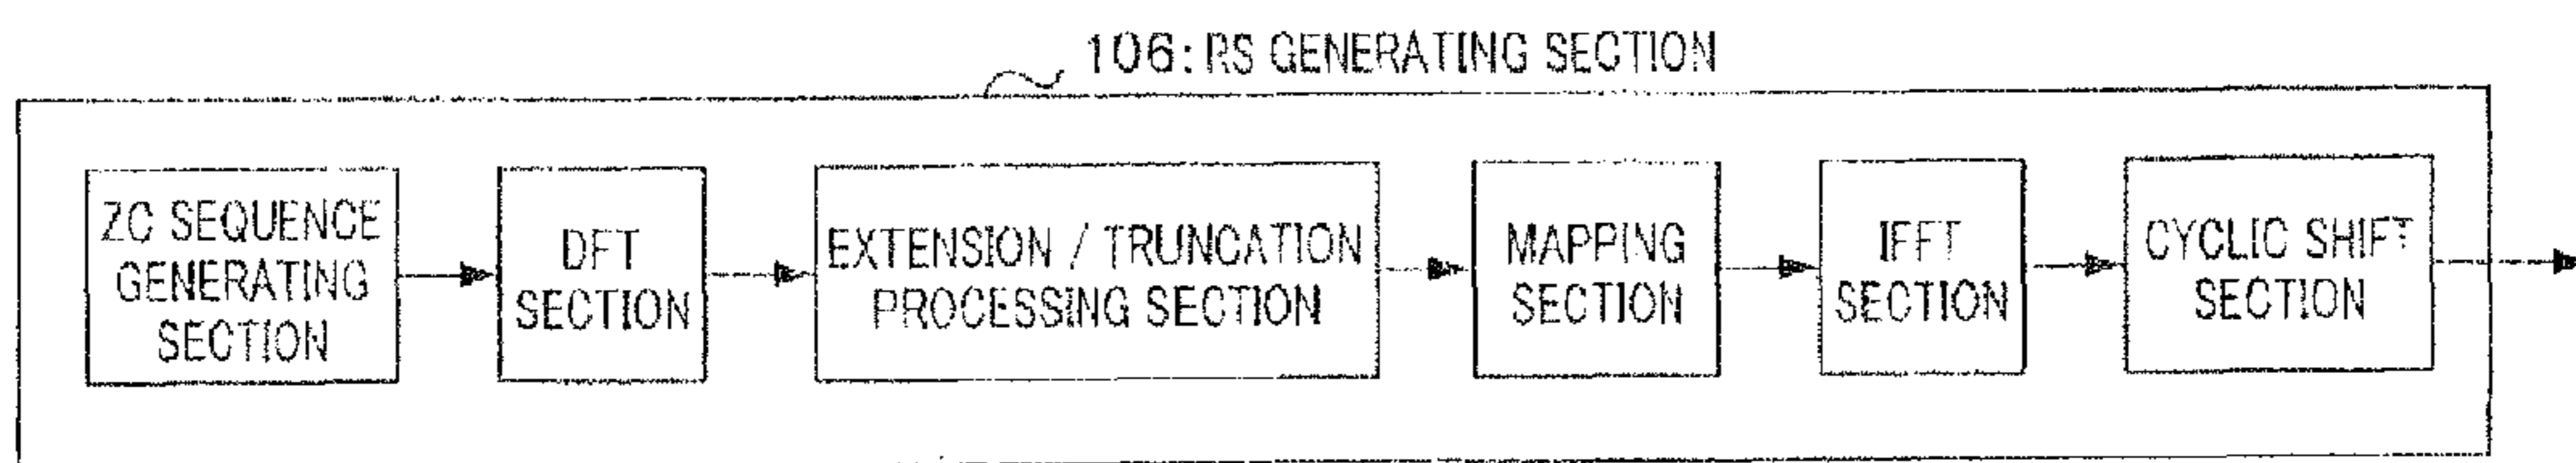 106: RS GENERATING SECTION
ZC SEQUENCE
GENERATING
SECTION
DFT
SECTION
EXTENSION / TRUNCATION
PROCESSING SECTION
MAPPING
SECTION
IFFT
SECTION
CYCLIC SHIFT
SECTION